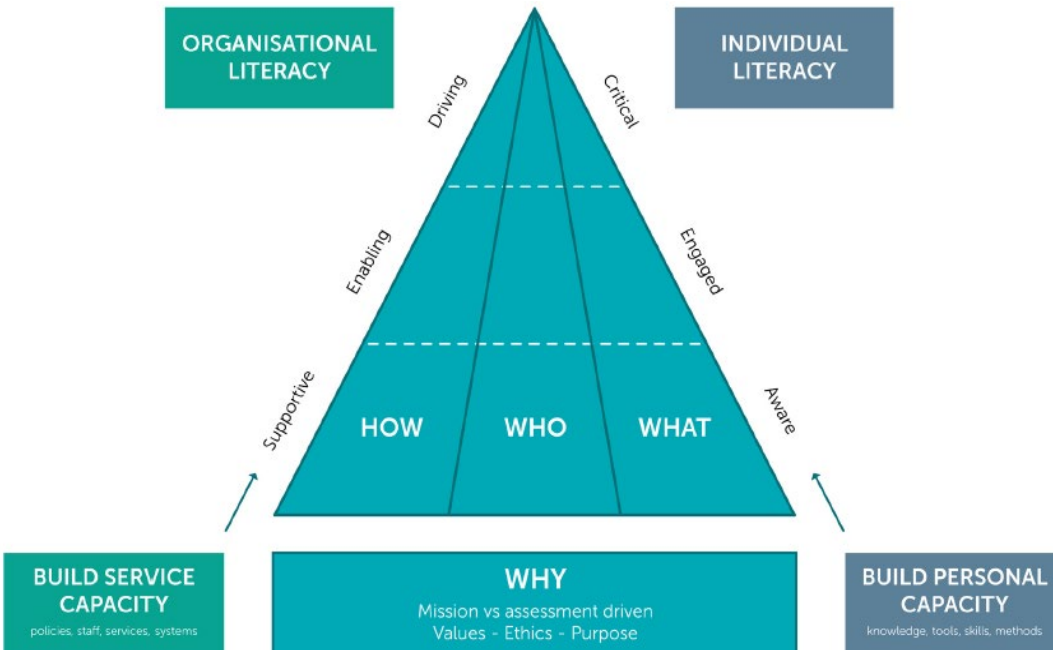 ORGANISATIONAL
LITERACY
INDIVIDUAL
LITERACY
Driving
Critical
Enabling
Engaged
Supportive
Aware
HOW
WHO
WHAT
BUILD SERVICE
CAPACITY
policies, staff, services, systems
WHY
Mission vs assessment driven
Values - Ethics - Purpose
BUILD PERSONAL
CAPACITY
knowledge, tools, skills, methods